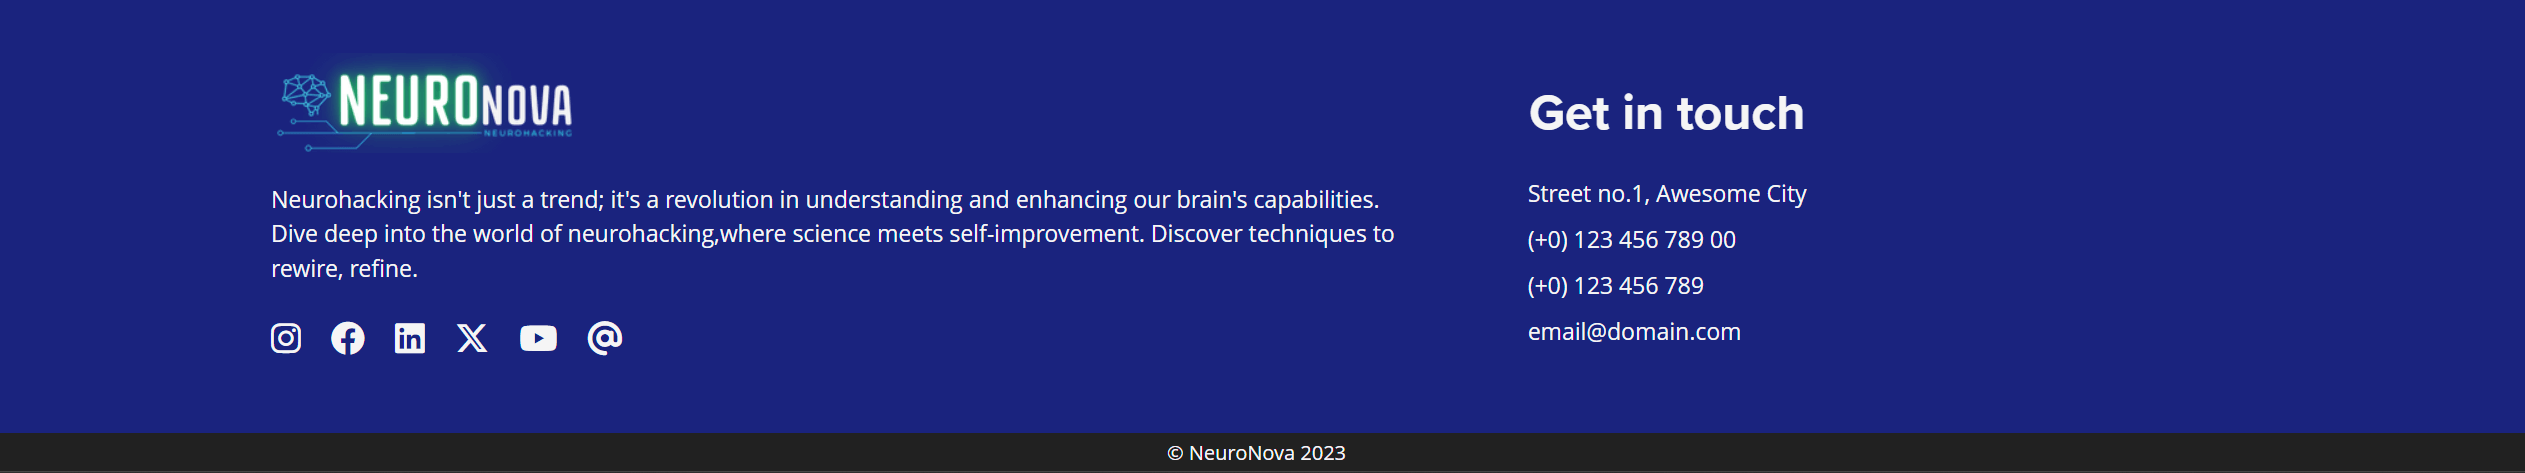 NEURONOVA
NEUROHACKING
Neurohacking isn't just a trend; it's a revolution in understanding and enhancing our brain's capabilities.
Dive deep into the world of neurohacking,where science meets self-improvement. Discover techniques to
rewire, refine.
Get in touch
Street no.1, Awesome City
(+0) 123 456 789 00
(+0) 123 456 789
email@domain.com
© NeuroNova 2023